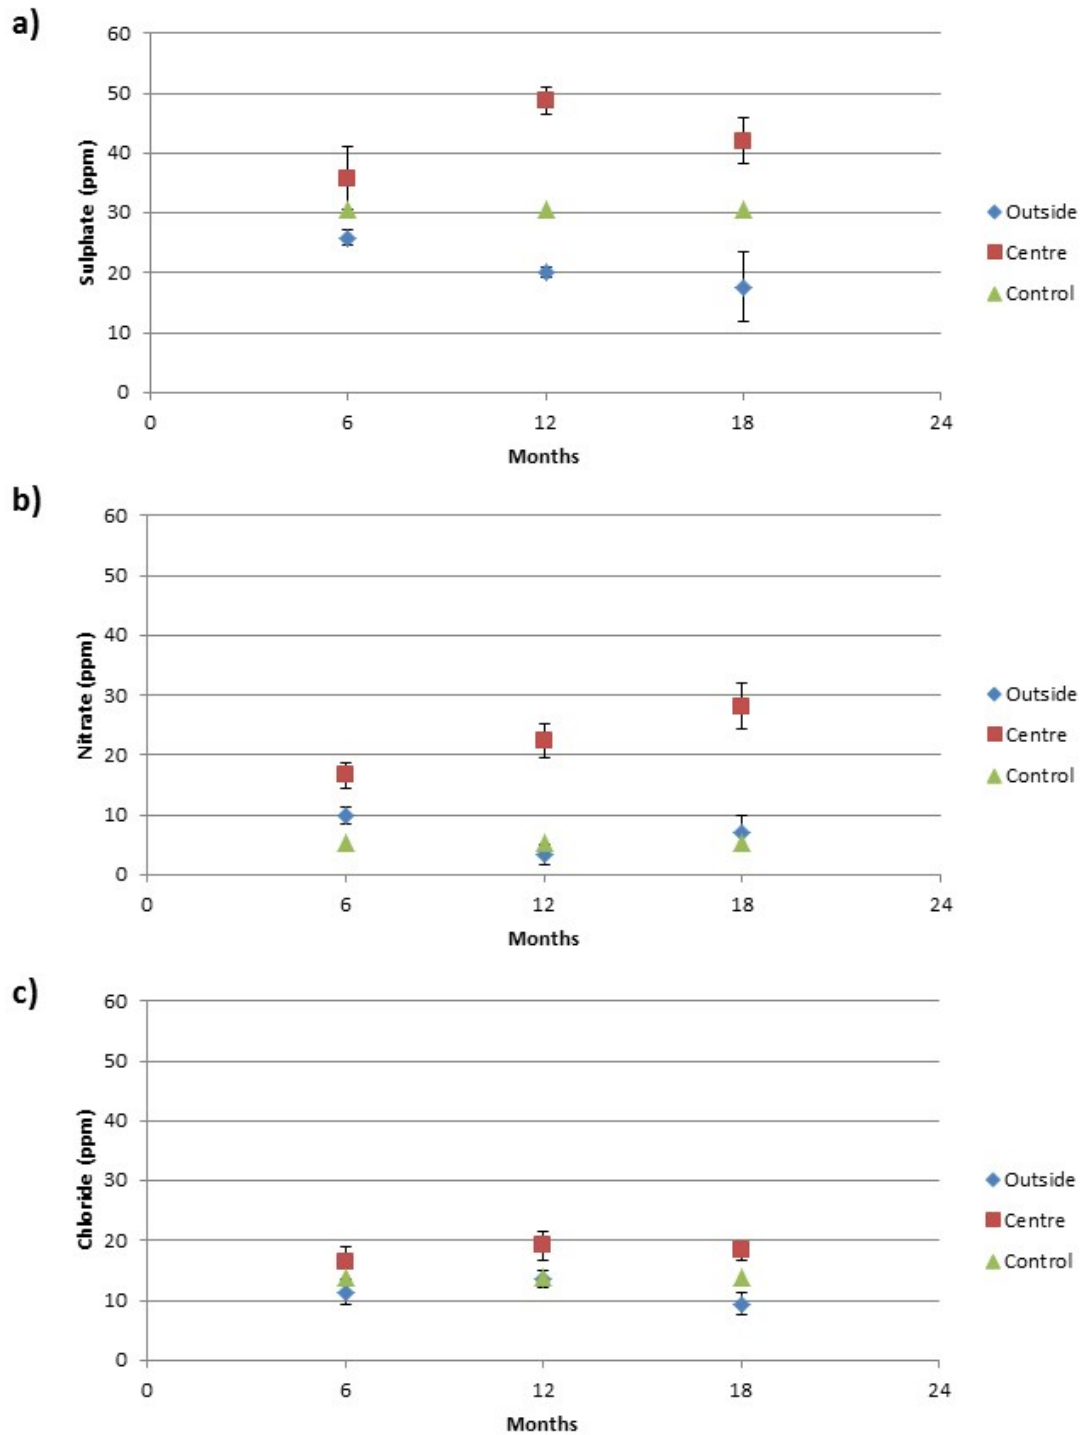 a)
60
50
40
30
20
10
0
Sulphate (ppm)
0 6 12 18 24
Months
Outside
Centre
Control
b)
60
50
40
30
20
10
0
Nitrate (ppm)
0 6 12 18 24
Months
Outside
Centre
Control
c)
60
50
40
30
20
10
0
Chloride (ppm)
0 6 12 18 24
Months
Outside
Centre
Control